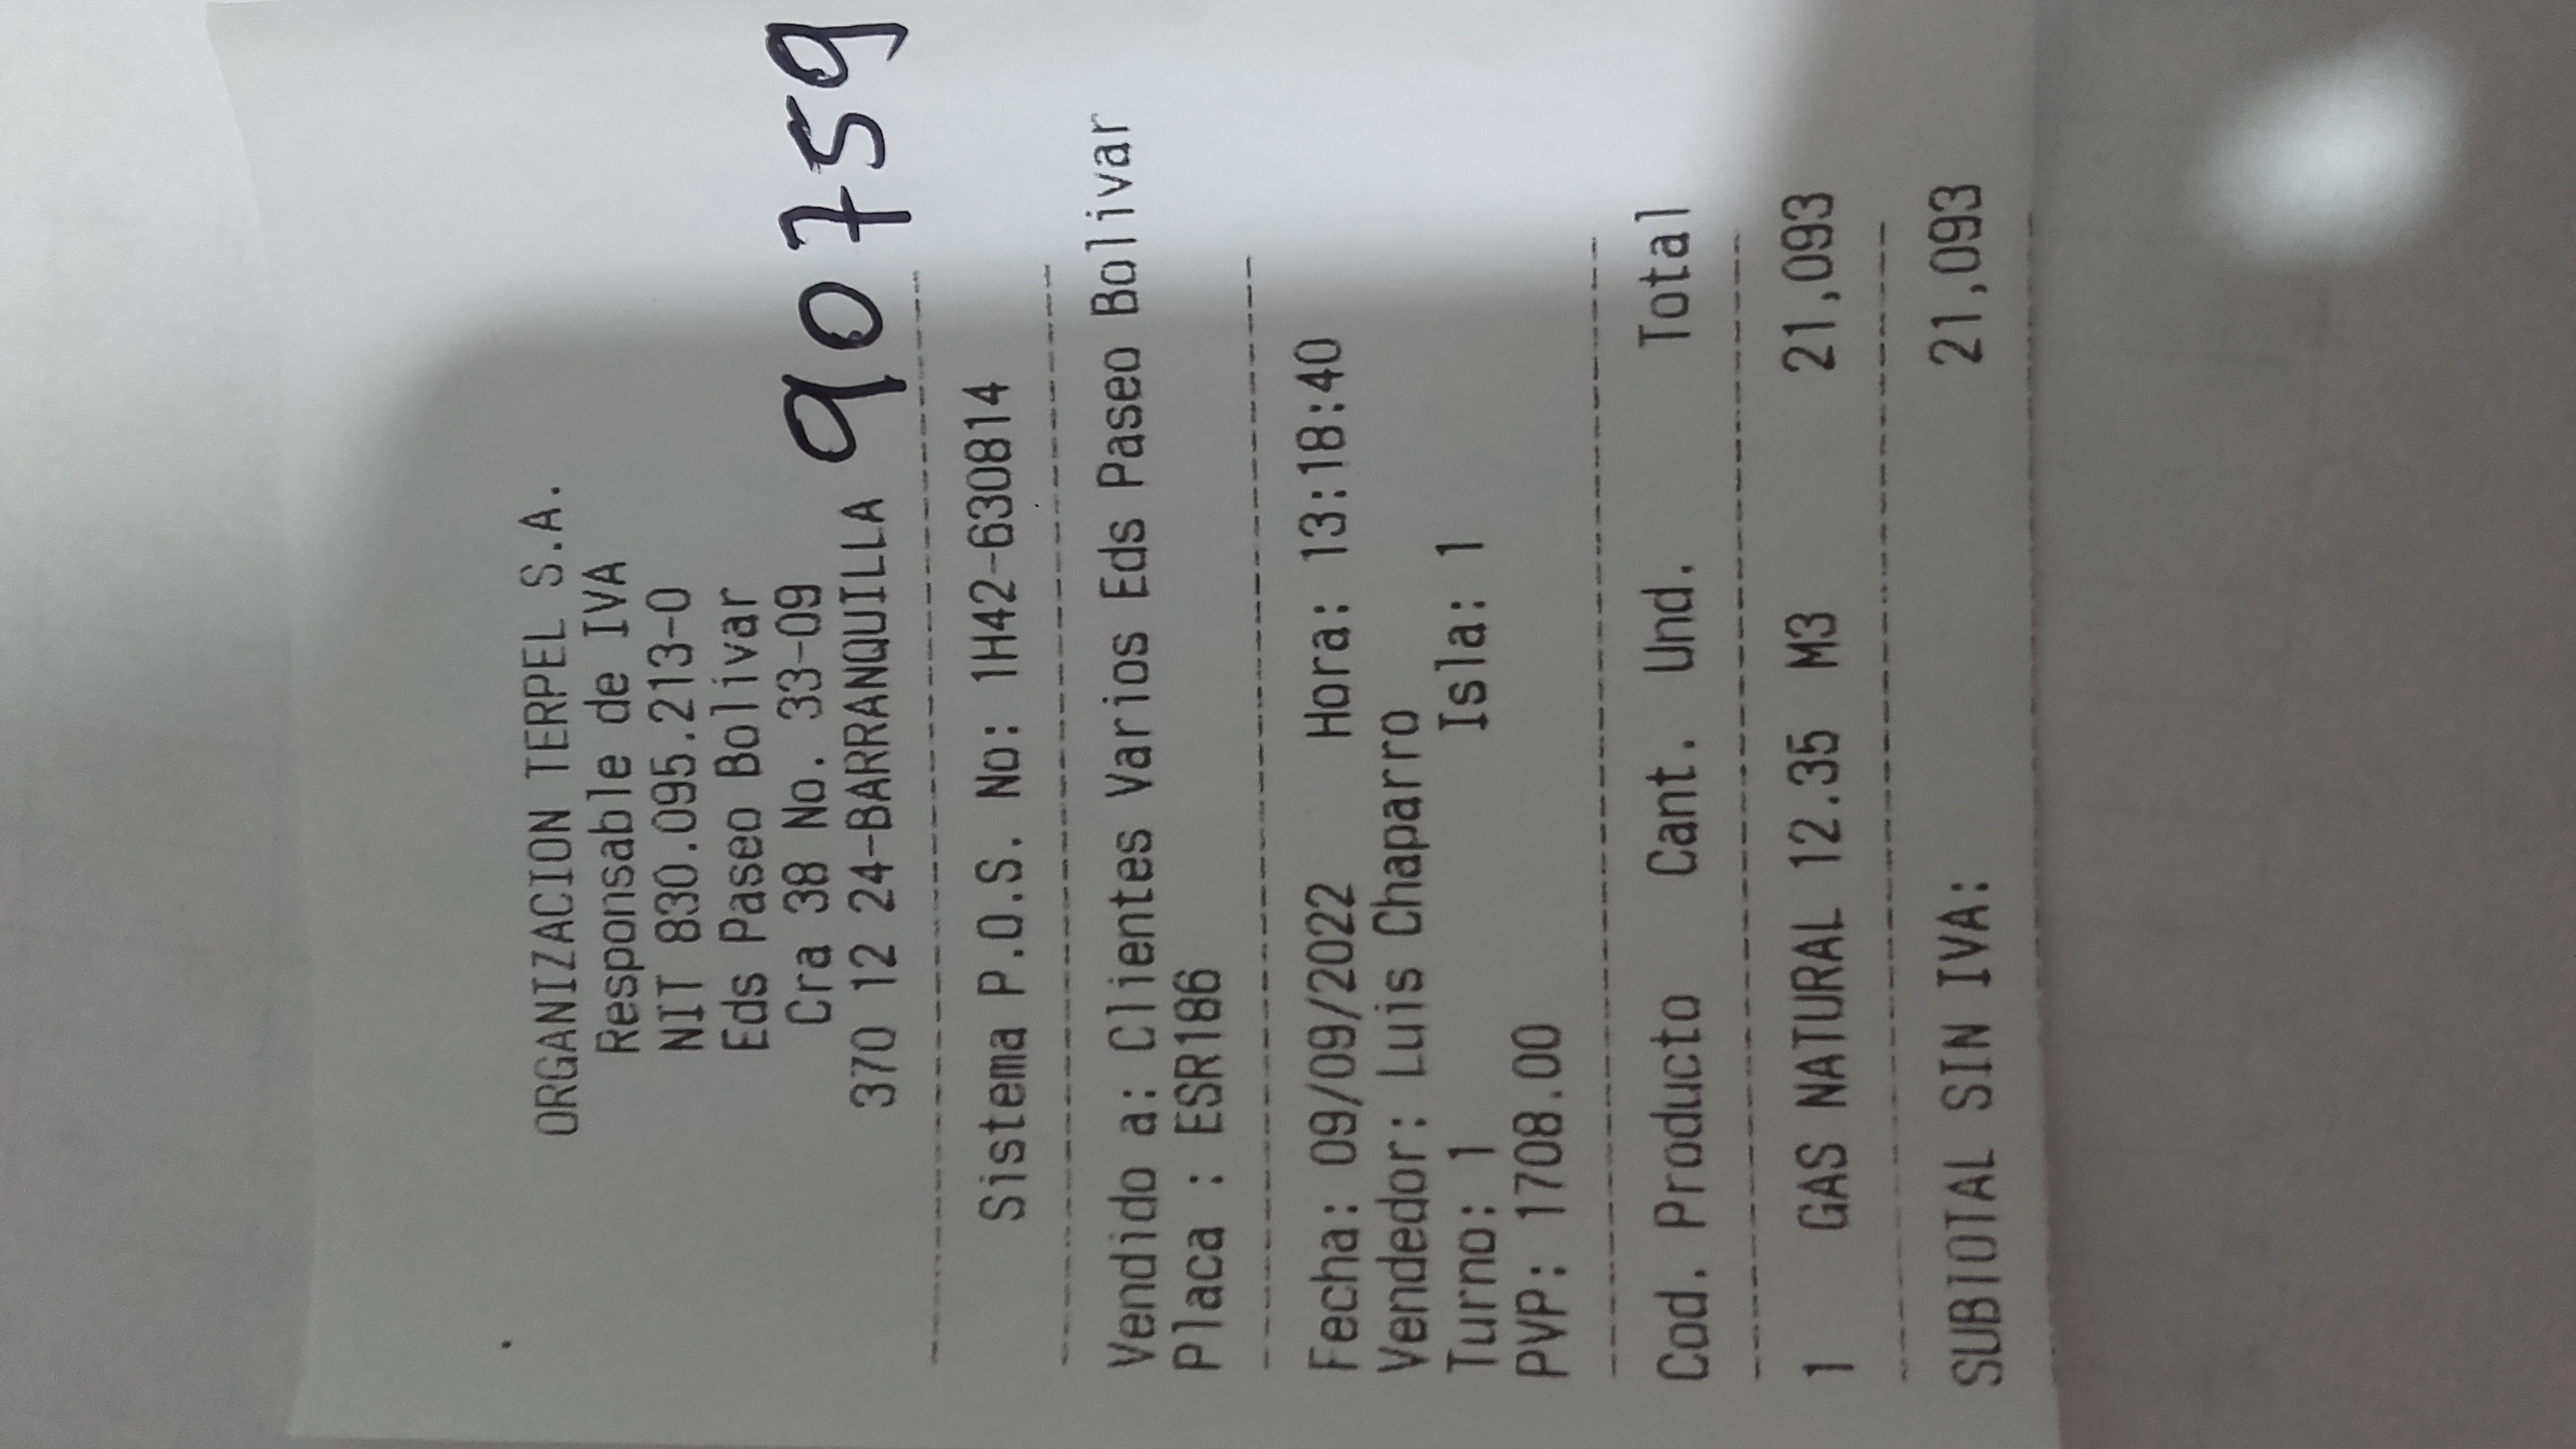 ORGANIZACION TERPEL S.A.
Responsable de IVA
NIT 830.095.213-0
Eds Paseo Bolivar
Cra 38 No. 33-09
370 12 24-BARRANQUILLA
90759
Sistema P.O.S. No: 1H42-630814
Vendido a: Clientes Varios Eds Paseo Bolivar
Placa : ESR186
Fecha: 09/09/2022 Hora: 13:18:40
Vendedor: Luis Chaparro
Turno: 1 Isla: 1
PVP: 1708.00
Cod. Producto Cant. Und. Total
1 GAS NATURAL 12.35 M3 21,093
SUBTOTAL SIN IVA: 21,093